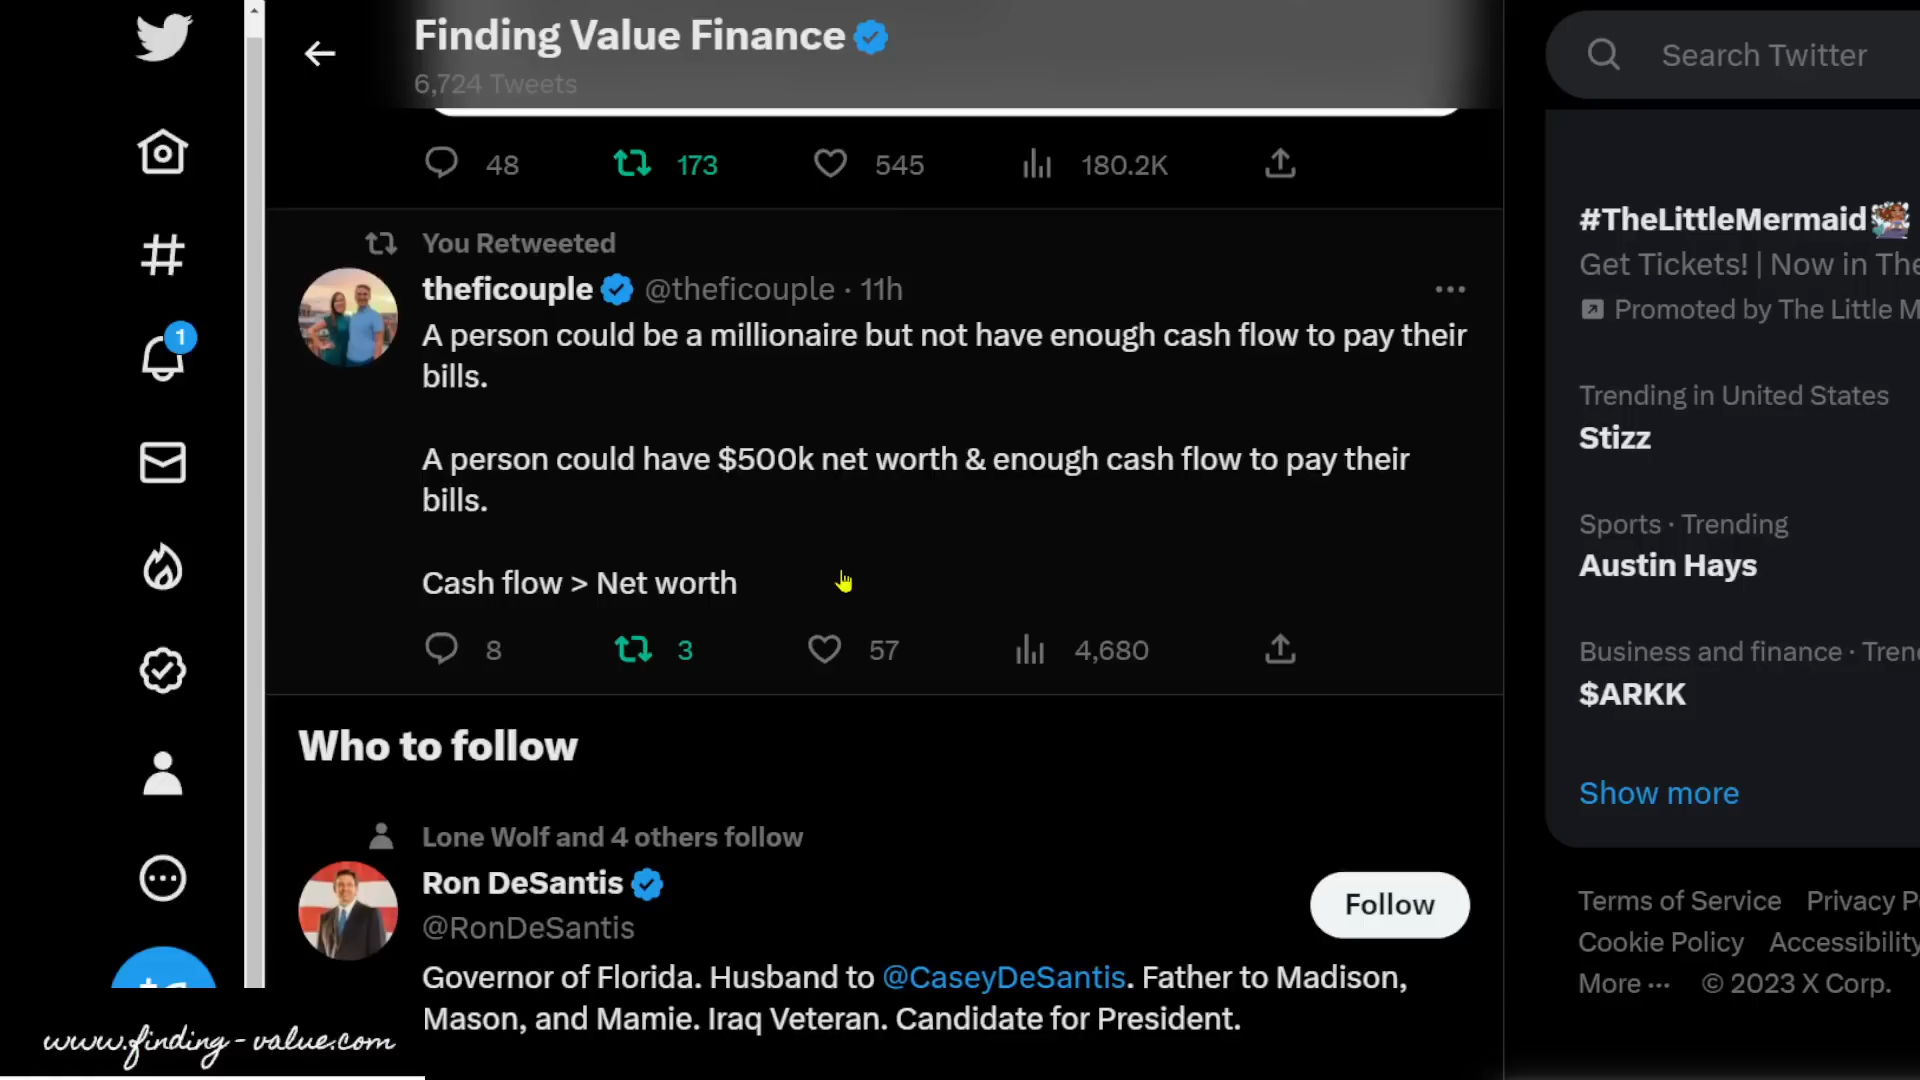 Finding Value Finance
6,724 Tweets
Search Twitter
48 173 545 180.2K
You Retweeted
theficouple @theficouple · 11h
A person could be a millionaire but not have enough cash flow to pay their
bills.
A person could have $500k net worth & enough cash flow to pay their
bills.
Cash flow > Net worth
8 3 57 4,680
Who to follow
Lone Wolf and 4 others follow
Ron DeSantis
@RonDeSantis
Follow
Governor of Florida. Husband to @CaseyDeSantis. Father to Madison,
Mason, and Mamie. Iraq Veteran. Candidate for President.
#TheLittleMermaid
Get Tickets! | Now in The
Promoted by The Little M
Trending in United States
Stizz
Sports · Trending
Austin Hays
Business and finance · Tren
$ARKK
Show more
Terms of Service Privacy P
Cookie Policy Accessibility
More ··· © 2023 X Corp.
1
www.finding-value.com